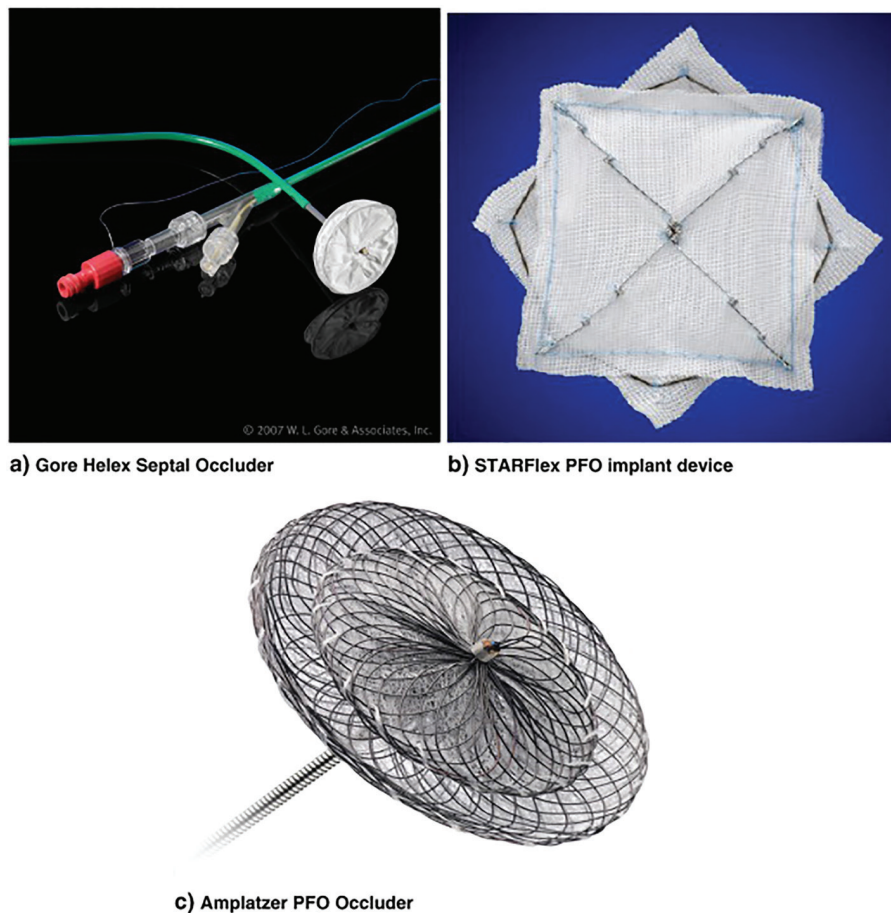 © 2007 W. L. Gore & Associates, Inc.
a) Gore Helex Septal Occluder
b) STARFlex PFO implant device
c) Amplatzer PFO Occluder